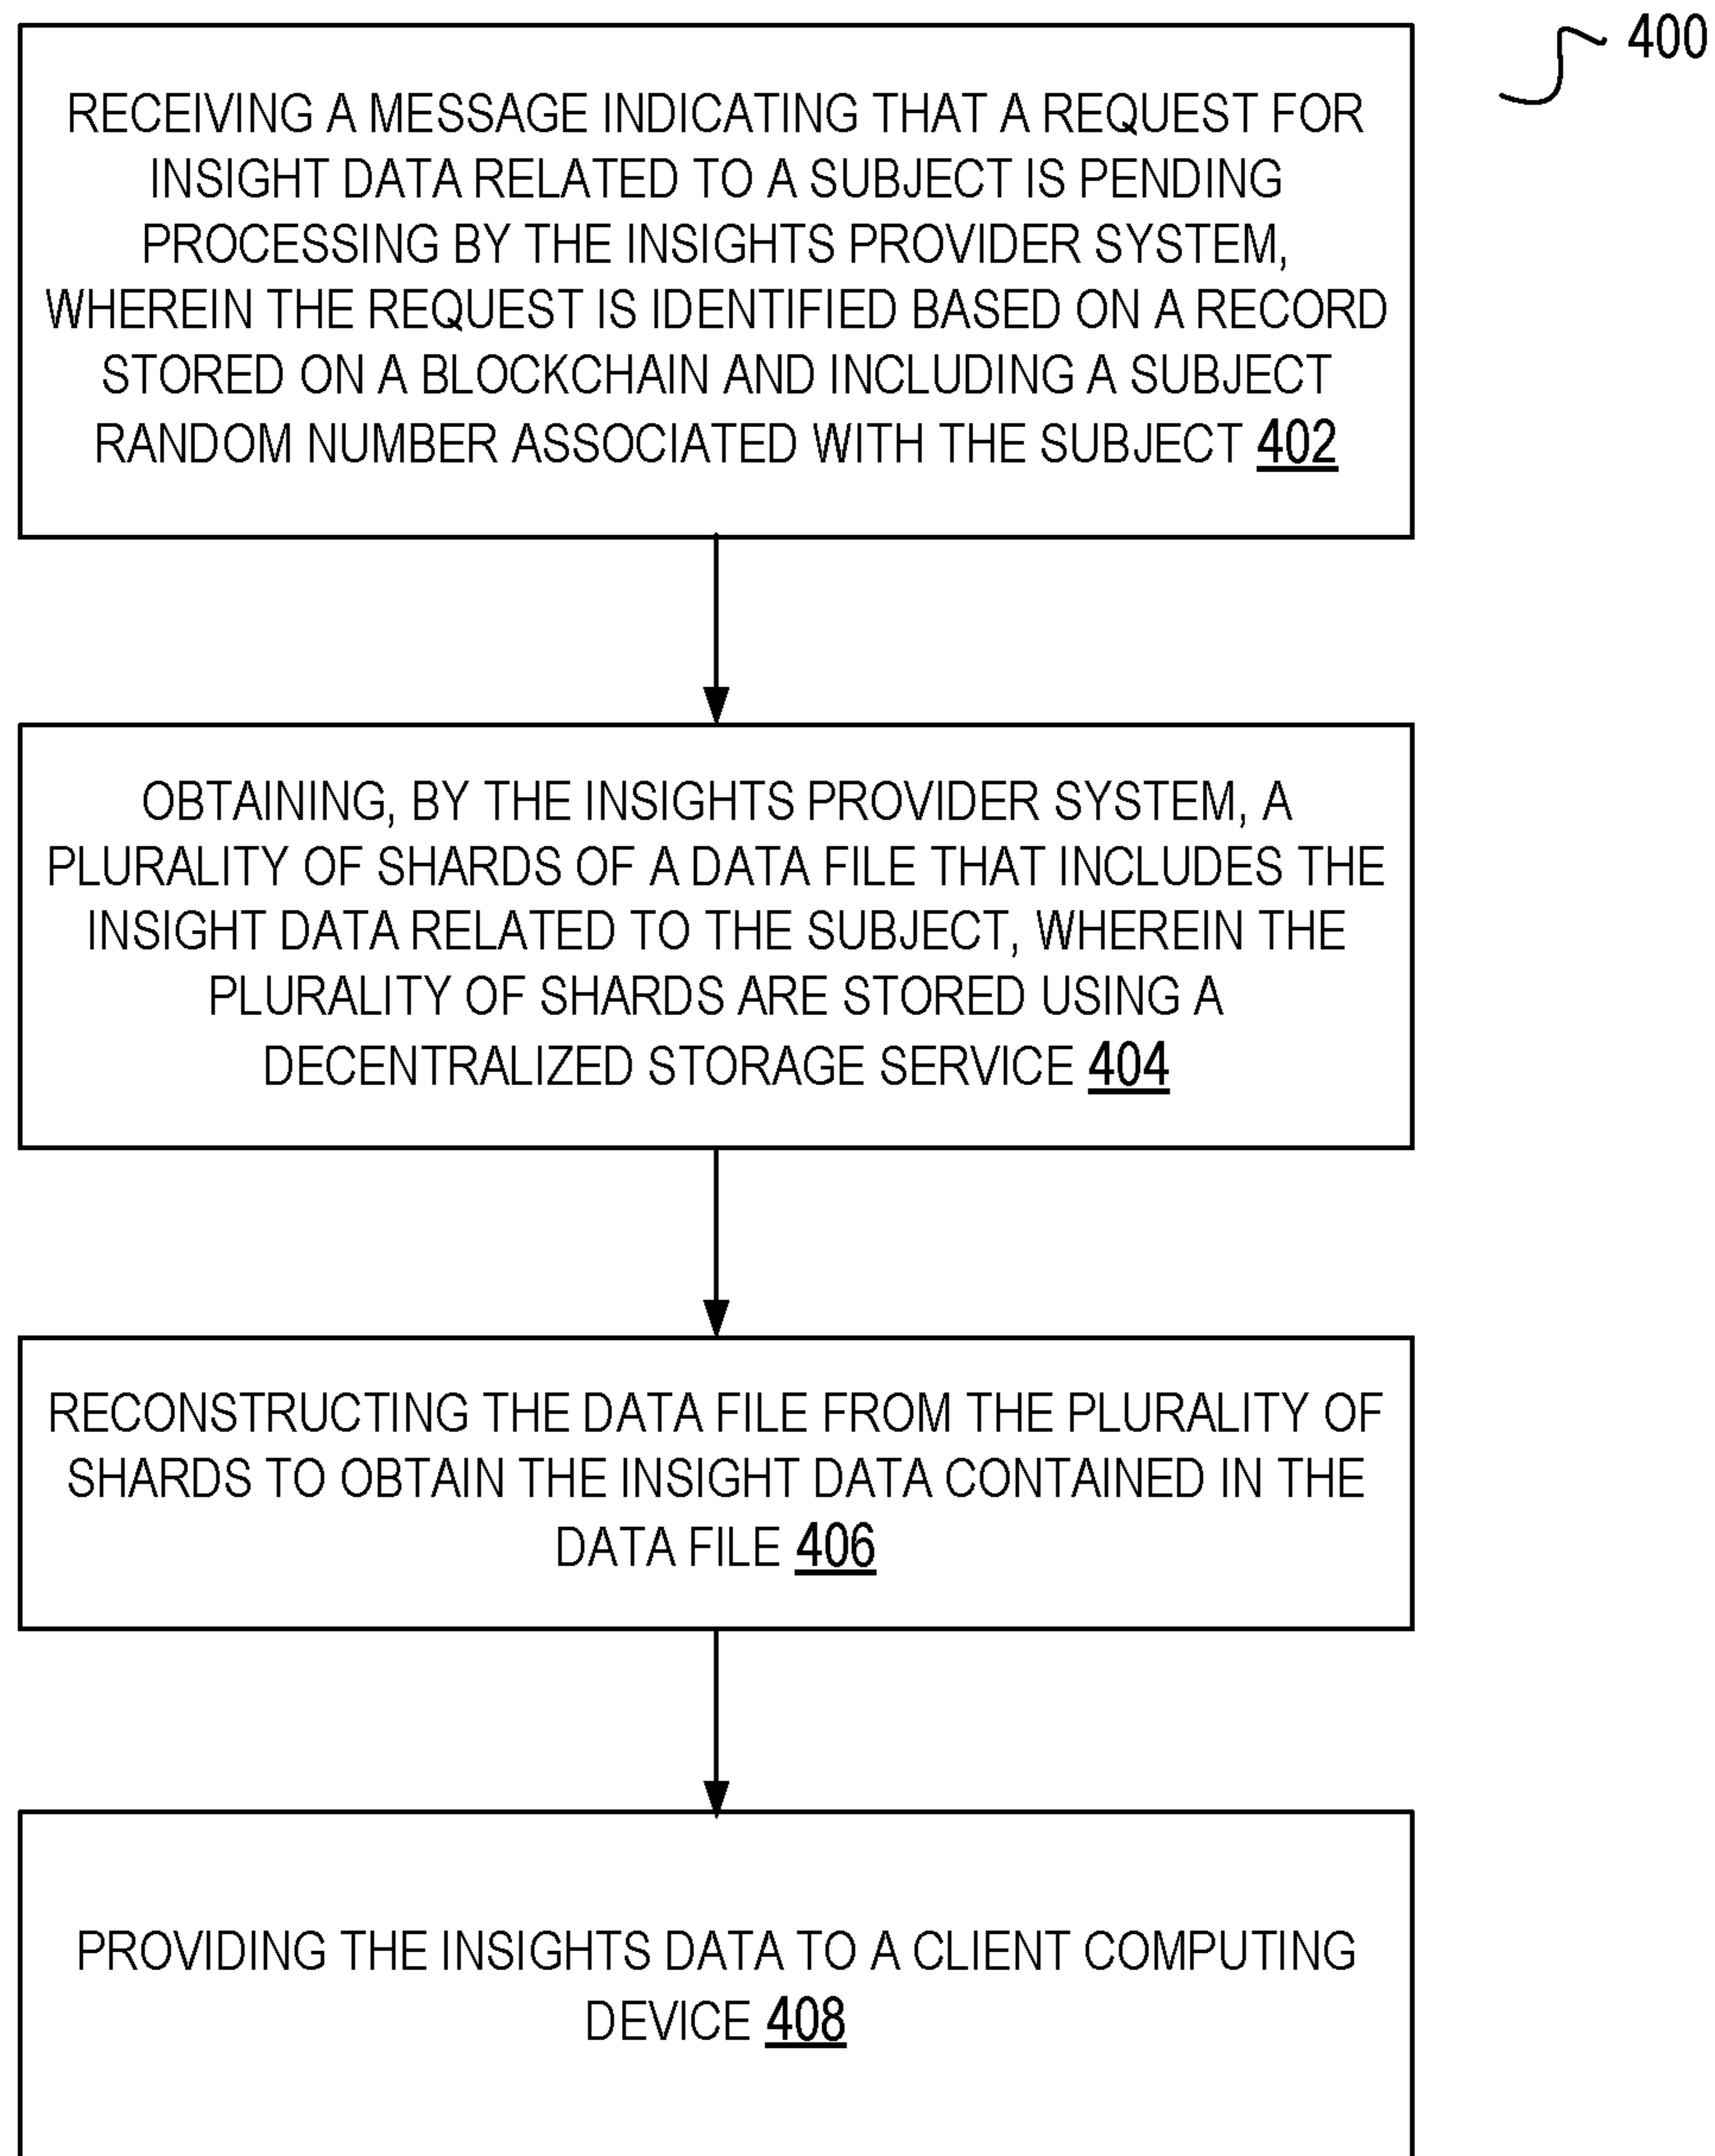 400
RECEIVING A MESSAGE INDICATING THAT A REQUEST FOR
INSIGHT DATA RELATED TO A SUBJECT IS PENDING
PROCESSING BY THE INSIGHTS PROVIDER SYSTEM,
WHEREIN THE REQUEST IS IDENTIFIED BASED ON A RECORD
STORED ON A BLOCKCHAIN AND INCLUDING A SUBJECT
RANDOM NUMBER ASSOCIATED WITH THE SUBJECT 402
OBTAINING, BY THE INSIGHTS PROVIDER SYSTEM, A
PLURALITY OF SHARDS OF A DATA FILE THAT INCLUDES THE
INSIGHT DATA RELATED TO THE SUBJECT, WHEREIN THE
PLURALITY OF SHARDS ARE STORED USING A
DECENTRALIZED STORAGE SERVICE 404
RECONSTRUCTING THE DATA FILE FROM THE PLURALITY OF
SHARDS TO OBTAIN THE INSIGHT DATA CONTAINED IN THE
DATA FILE 406
PROVIDING THE INSIGHTS DATA TO A CLIENT COMPUTING
DEVICE 408